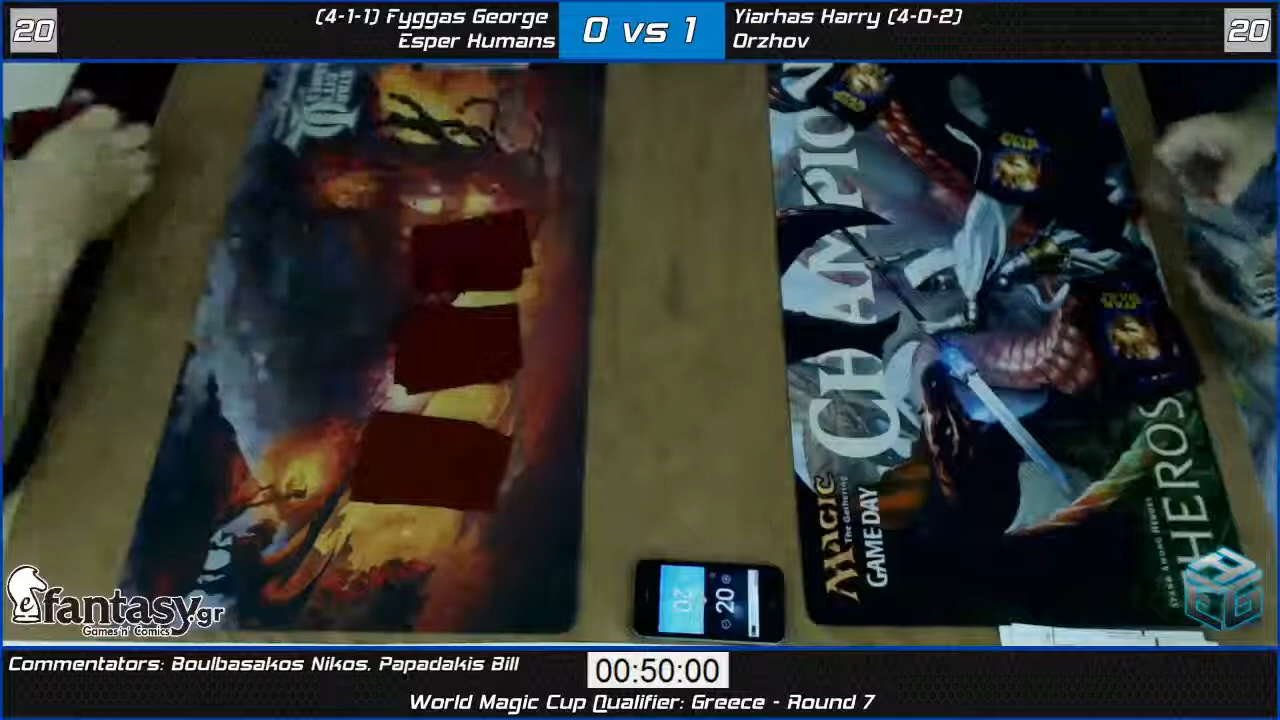 20
(4-1-1) Fyggas George
Esper Humans
0 vs 1
Yiarhas Harry (4-0-2)
Orzhov
20
CHAMPION
MAGIC
The Gathering
GAME DAY
HEROS
20
20
efantasy.gr
Games 'n' Comics
Commentators: Boulbasakos Nikos, Papadakis Bill
00:50:00
World Magic Cup Qualifier: Greece - Round 7